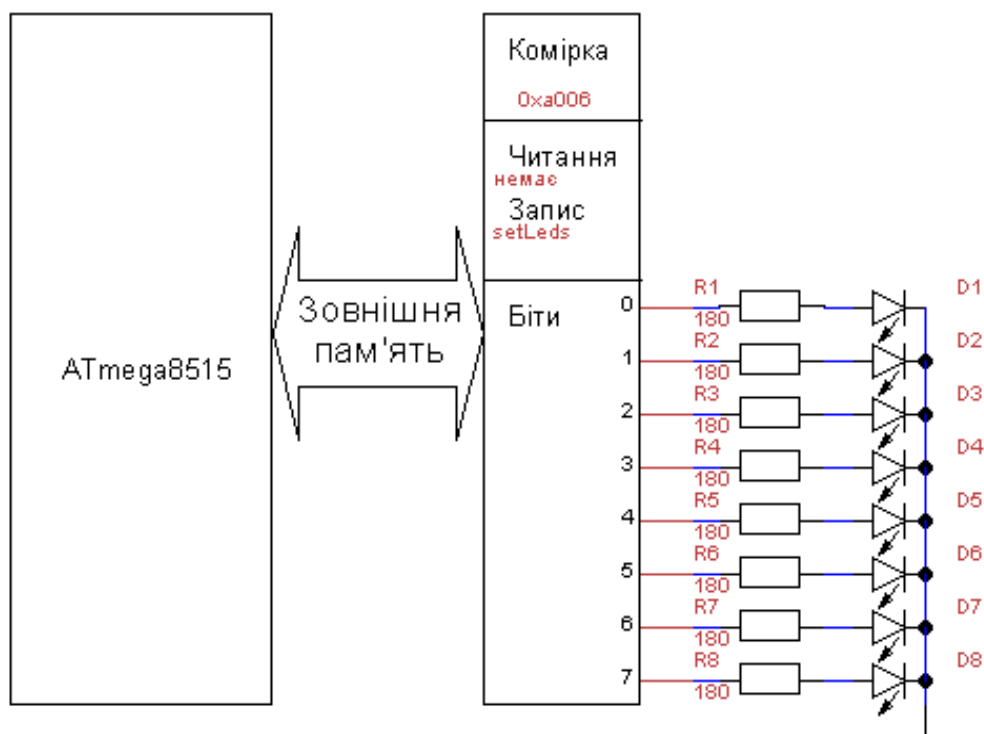 ATmega8515
Зовнішня
пам'ять
Комірка
0xa006
Читання
немає
Запис
setLeds
Біти
0 R1 180 D1
1 R2 180 D2
2 R3 180 D3
3 R4 180 D4
4 R5 180 D5
5 R6 180 D6
6 R7 180 D7
7 R8 180 D8